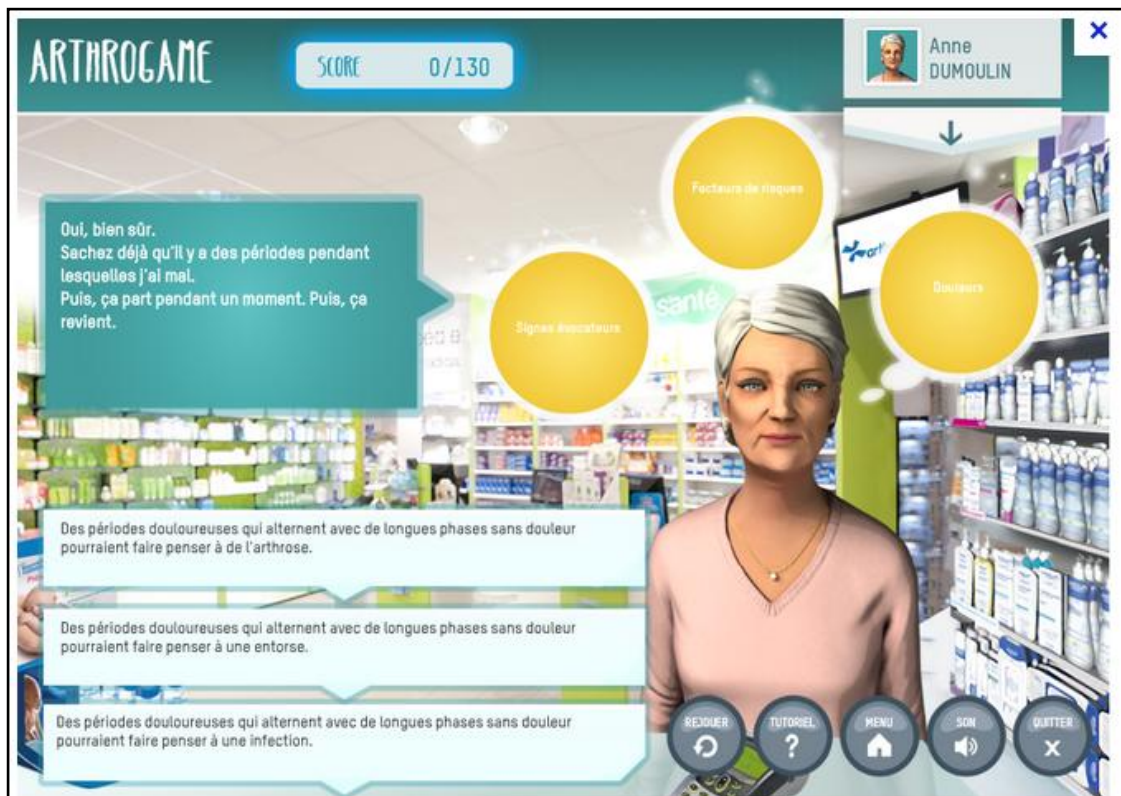 ARTHROGAME
SCORE 0/130
Anne
DUMOULIN
Facteurs de risques
Oui, bien sûr.
Sachez déjà qu'il y a des périodes pendant
lesquelles j'ai mal.
Puis, ça part pendant un moment. Puis, ça
revient.
Douleurs
Signes évocateurs
santé
Des périodes douloureuses qui alternent avec de longues phases sans douleur
pourraient faire penser à de l'arthrose.
Des périodes douloureuses qui alternent avec de longues phases sans douleur
pourraient faire penser à une entorse.
Des périodes douloureuses qui alternent avec de longues phases sans douleur
pourraient faire penser à une infection.
REJOUER
TUTORIEL
?
MENU
SON
QUITTER
X